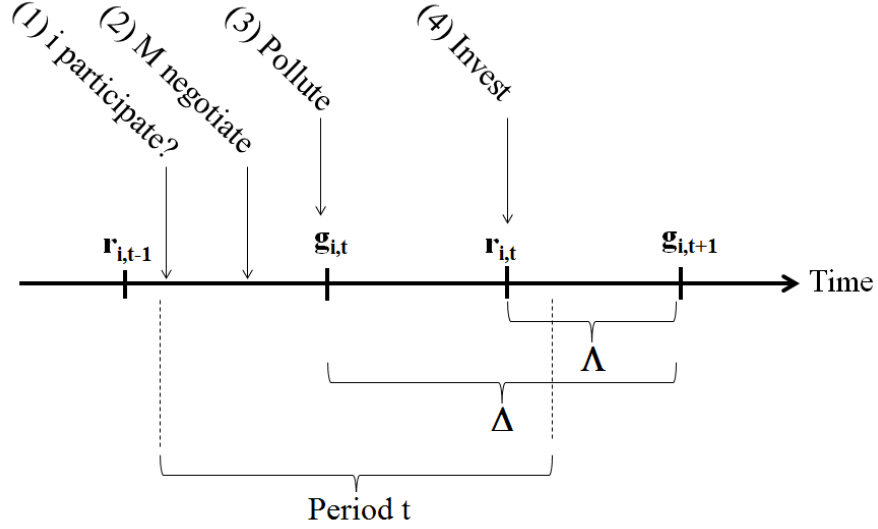 (1) i participate?
(2) M negotiate
(3) Pollute
(4) Invest
r_{i,t-1}
g_{i,t}
r_{i,t}
g_{i,t+1}
Time
Λ
Δ
Period t